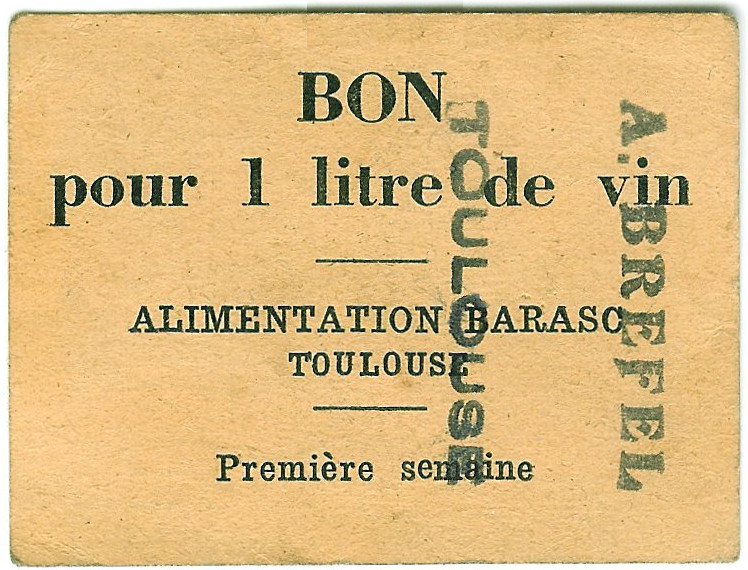 BON
pour 1 litre de vin
ALIMENTATION BARASC
TOULOUSE
Première semaine
A. BREFEL
TOULOUSE